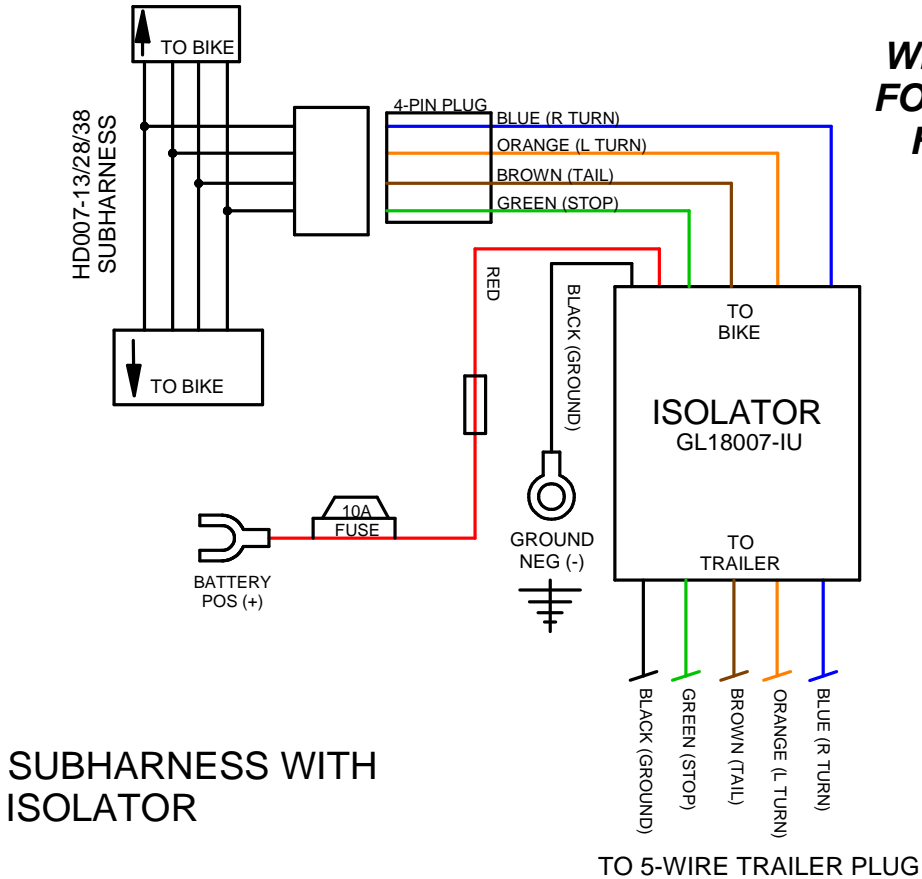 TO BIKE
WI
FO
H
HD007-13/28/38
SUBHARNESS
4-PIN PLUG
BLUE (R TURN)
ORANGE (L TURN)
BROWN (TAIL)
GREEN (STOP)
RED
BLACK (GROUND)
TO
BIKE
TO BIKE
ISOLATOR
GL18007-IU
10A
FUSE
BATTERY
POS (+)
GROUND
NEG (-)
TO
TRAILER
BLACK (GROUND)
GREEN (STOP)
BROWN (TAIL)
ORANGE (L TURN)
BLUE (R TURN)
SUBHARNESS WITH
ISOLATOR
TO 5-WIRE TRAILER PLUG